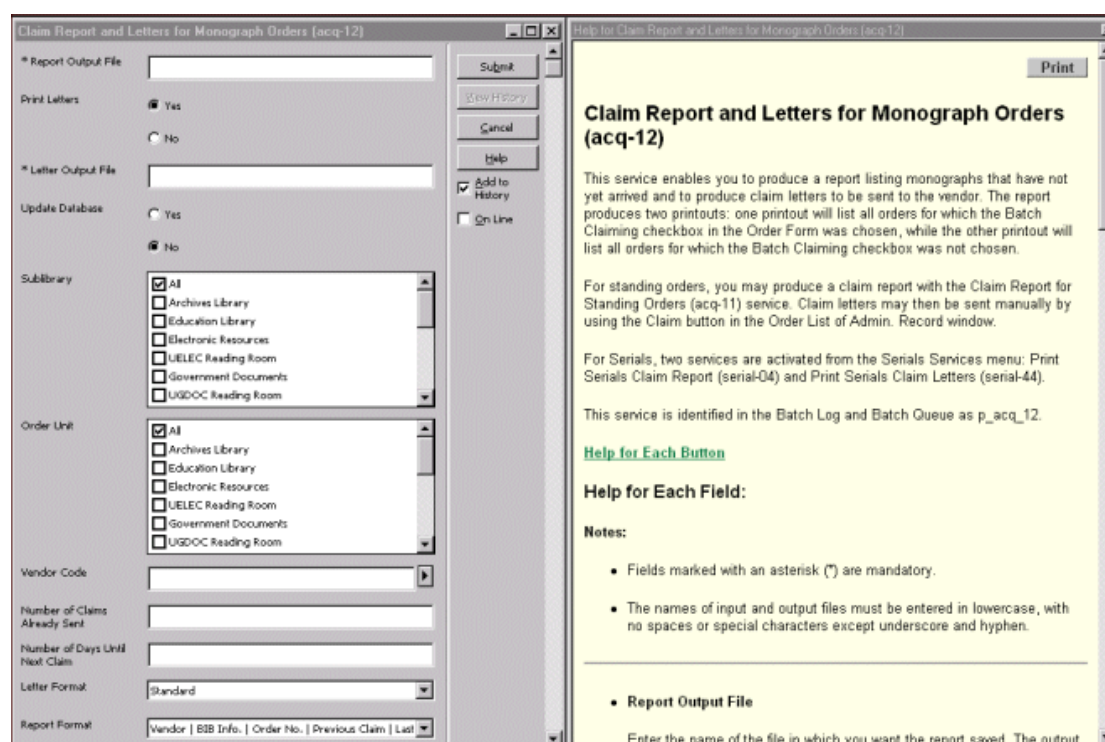 Claim Report and Letters for Monograph Orders (acq-12)
* Report Output File
Print Letters
Yes
No
* Letter Output File
Update Database
Yes
No
Sublibrary
All
Archives Library
Education Library
Electronic Resources
UELEC Reading Room
Government Documents
UGDOC Reading Room
Order Unit
All
Archives Library
Education Library
Electronic Resources
UELEC Reading Room
Government Documents
UGDOC Reading Room
Vendor Code
Number of Claims
Already Sent
Number of Days Until
Next Claim
Letter Format
Standard
Report Format
Vendor | BIB Info. | Order No. | Previous Claim | Last
Submit
View History
Cancel
Help
Add to
History
On Line
Help for Claim Report and Letters for Monograph Orders (acq-12)
Print
Claim Report and Letters for Monograph Orders
(acq-12)
This service enables you to produce a report listing monographs that have not
yet arrived and to produce claim letters to be sent to the vendor. The report
produces two printouts: one printout will list all orders for which the Batch
Claiming checkbox in the Order Form was chosen, while the other printout will
list all orders for which the Batch Claiming checkbox was not chosen.
For standing orders, you may produce a claim report with the Claim Report for
Standing Orders (acq-11) service. Claim letters may then be sent manually by
using the Claim button in the Order List of Admin. Record window.
For Serials, two services are activated from the Serials Services menu: Print
Serials Claim Report (serial-04) and Print Serials Claim Letters (serial-44).
This service is identified in the Batch Log and Batch Queue as p_acq_12.
Help for Each Button
Help for Each Field:
Notes:
• Fields marked with an asterisk (*) are mandatory.
• The names of input and output files must be entered in lowercase, with
no spaces or special characters except underscore and hyphen.
• Report Output File
Enter the name of the file in which you want the report saved. The output